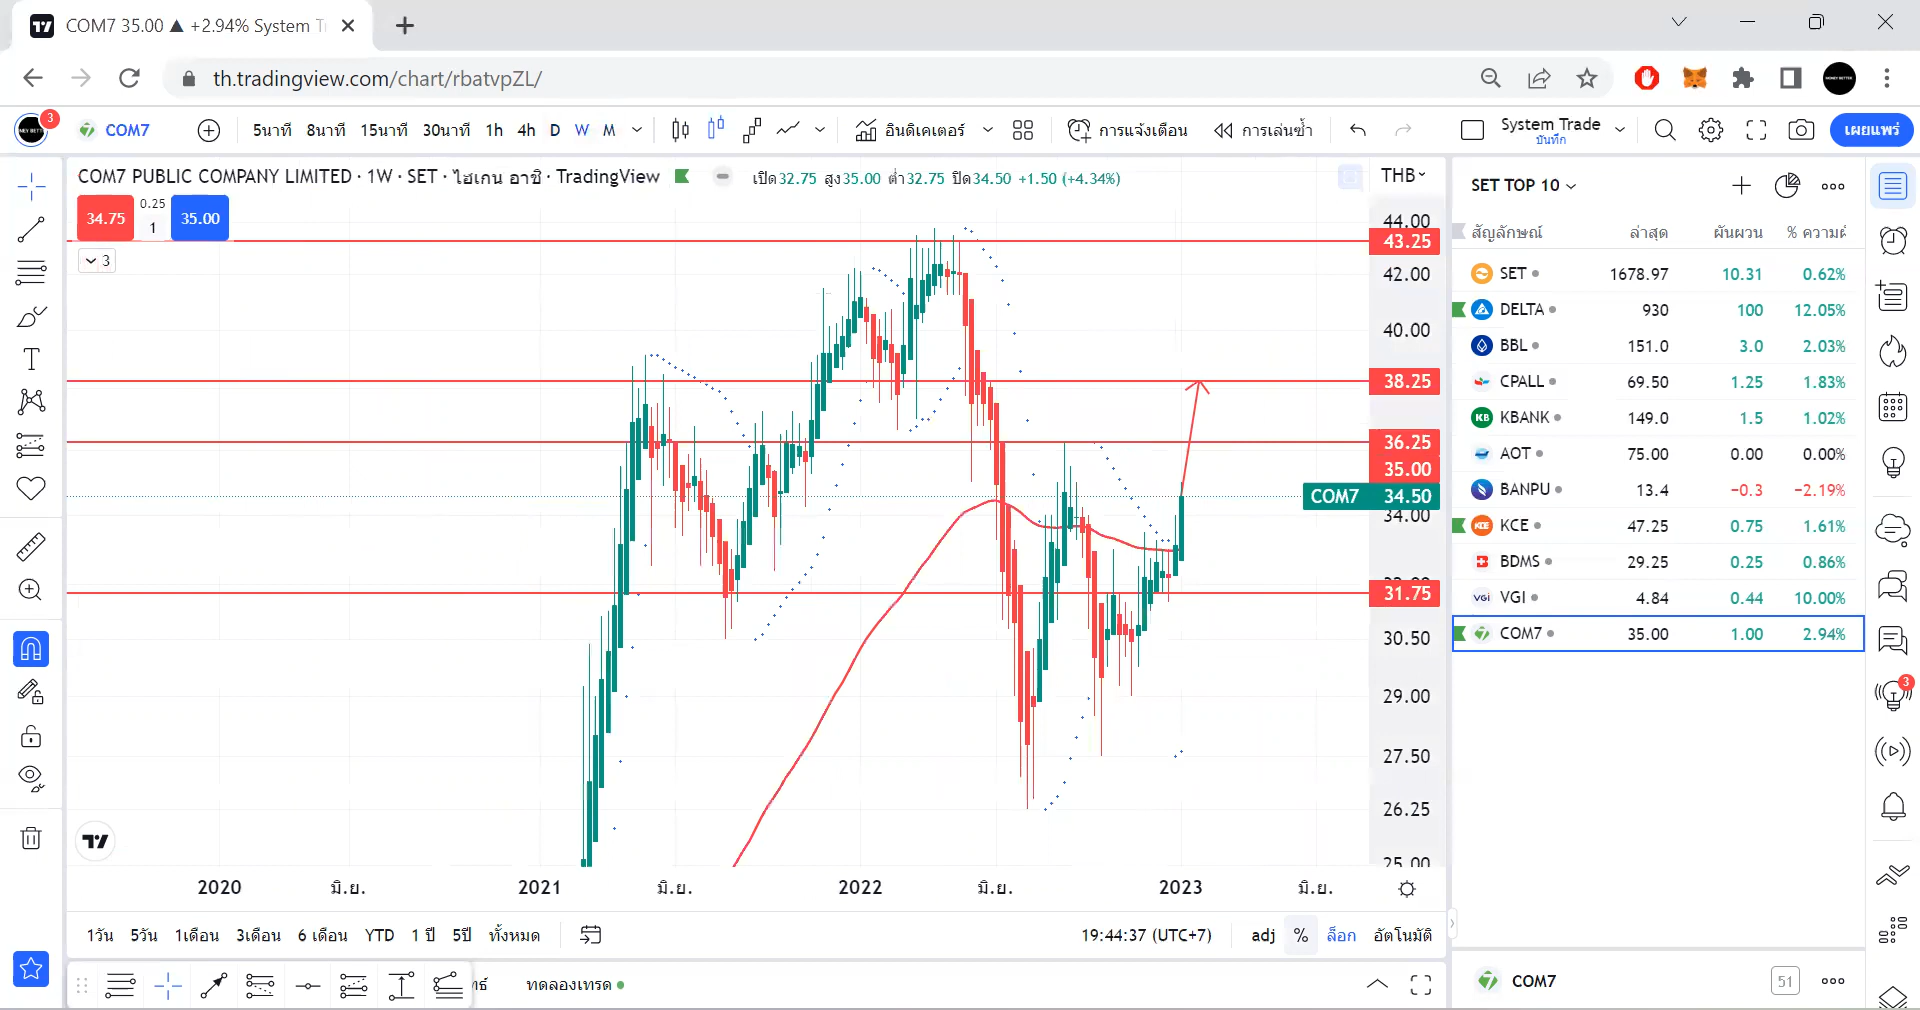 COM7 35.00 ▲ +2.94% System Tr
th.tradingview.com/chart/rbatvpZL/
3
COM7
5นาที 8นาที 15นาที 30นาที 1h 4h D W M
อินดิเคเตอร์
การแจ้งเตือน
การเล่นซ้ำ
System Trade
บันทึก
เผยแพร่
COM7 PUBLIC COMPANY LIMITED · 1W · SET · ไฮเกน อาชิ · TradingView
เปิด32.75 สูง35.00 ต่ำ32.75 ปิด34.50 +1.50 (+4.34%)
THB
34.75 0.25 35.00
1
3
44.00
43.25
42.00
40.00
38.25
36.25
35.00
COM7 34.50
34.00
31.75
30.50
29.00
27.50
26.25
25.00
2020 มิ.ย. 2021 มิ.ย. 2022 มิ.ย. 2023 มิ.ย.
1วัน 5วัน 1เดือน 3เดือน 6 เดือน YTD 1 ปี 5ปี ทั้งหมด
19:44:37 (UTC+7)
adj % ล็อก อัตโนมัติ
ทดลองเทรด
SET TOP 10
สัญลักษณ์ ล่าสุด ผันผวน
SET 1678.97 10.31 0.62%
DELTA 930 100 12.05%
BBL 151.0 3.0 2.03%
CPALL 69.50 1.25 1.83%
KB KBANK 149.0 1.5 1.02%
AOT 75.00 0.00 0.00%
BANPU 13.4 −0.3 −2.19%
KCE KCE 47.25 0.75 1.61%
BDMS 29.25 0.25 0.86%
VGI VGI 4.84 0.44 10.00%
COM7 35.00 1.00 2.94%
3
COM7
51